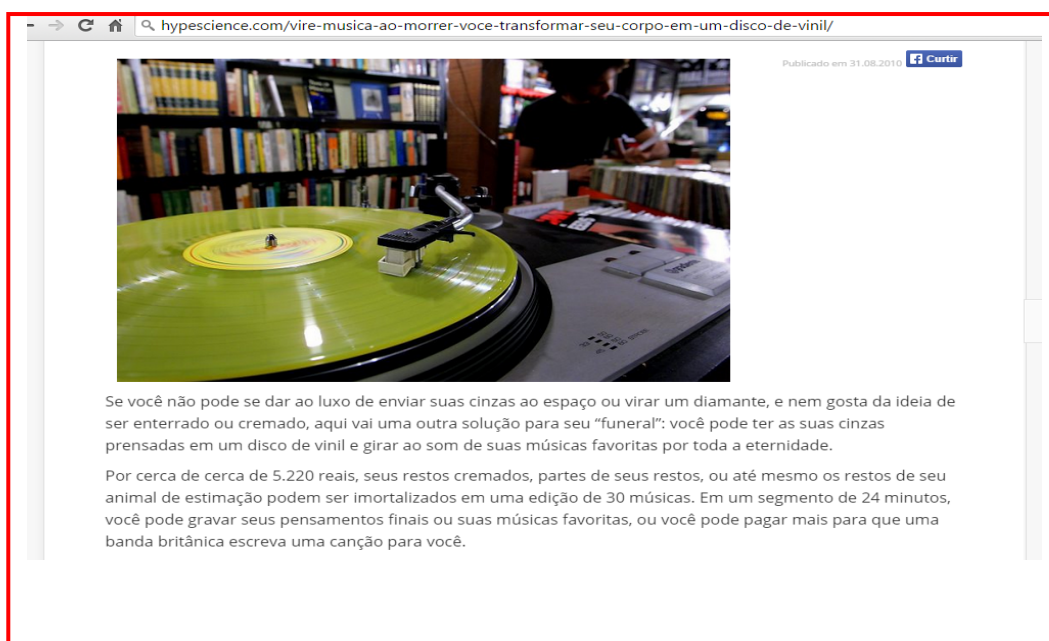 hypescience.com/vire-musica-ao-morrer-voce-transformar-seu-corpo-em-um-disco-de-vinil/
Publicado em 31.08.2010 Curtir
Se você não pode se dar ao luxo de enviar suas cinzas ao espaço ou virar um diamante, e nem gosta da ideia de
ser enterrado ou cremado, aqui vai uma outra solução para seu “funeral”: você pode ter as suas cinzas
prensadas em um disco de vinil e girar ao som de suas músicas favoritas por toda a eternidade.
Por cerca de cerca de 5.220 reais, seus restos cremados, partes de seus restos, ou até mesmo os restos de seu
animal de estimação podem ser imortalizados em uma edição de 30 músicas. Em um segmento de 24 minutos,
você pode gravar seus pensamentos finais ou suas músicas favoritas, ou você pode pagar mais para que uma
banda britânica escreva uma canção para você.